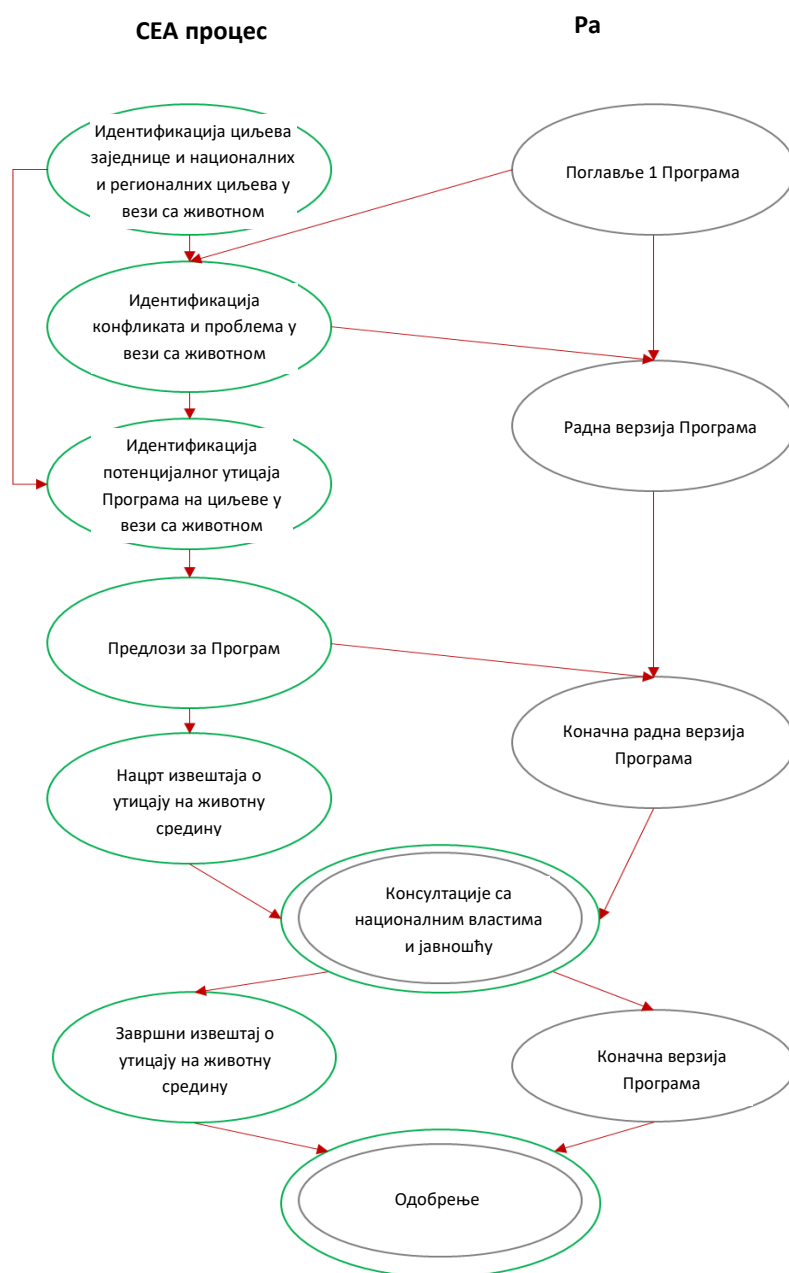 СЕА процес
Ра
Идентификација циљева
заједнице и националних
и регионалних циљева у
вези са животном
Поглавље 1 Програма
Идентификација
конфликата и проблема у
вези са животном
Радна верзија Програма
Идентификација
потенцијалног утицаја
Програма на циљеве у
вези са животном
Предлози за Програм
Коначна радна верзија
Програма
Нацрт извештаја о
утицају на животну
средину
Консултације са
националним властима
и јавношћу
Завршни извештај о
утицају на животну
средину
Коначна верзија
Програма
Одобрење